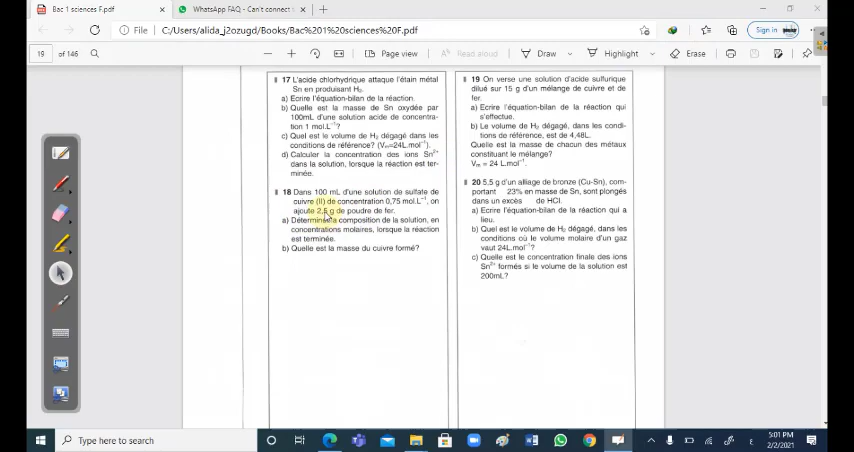 Bac 1 sciences F.pdf
WhatsApp FAQ - Can't connect
File
C:/Users/alida_j2ozugd/Books/Bac%201%20sciences%20F.pdf
Sign in
19 of 146
Page view
Read aloud
Draw
Highlight
17 L'acide chlorhydrique attaque l'étain métal
Sn en produisant H₂.
a) Ecrire l'équation-bilan de la réaction.
b) Quelle est la masse de Sn oxydée par
100mL d'une solution acide de concentra-
tion 1 mol.L⁻¹?
c) Quel est le volume de H₂ dégagé dans les
conditions de référence? (Vₘ=24L.mol⁻¹).
d) Calculer la concentration des ions Sn²⁺
dans la solution, lorsque la réaction est ter-
minée.
18 Dans 100 mL d'une solution de sulfate de
cuivre (II) de concentration 0,75 mol.L⁻¹, on
ajoute 2,5 g de poudre de fer.
a) Détermine la composition de la solution, en
concentrations molaires, lorsque la réaction
est terminée.
b) Quelle est la masse du cuivre formé?
19 On verse une solution d'acide sulfurique
dilué sur 15 g d'un mélange de cuivre et de
fer.
a) Ecrire l'équation-bilan de la réaction qui
s'effectue.
b) Le volume de H₂ dégagé, dans les condi-
tions de référence, est de 4,48L.
Quelle est la masse de chacun des métaux
constituant le mélange?
Vₘ = 24 L.mol⁻¹
20 5,5 g d'un alliage de bronze (Cu-Sn), com-
portant 23% en masse de Sn, sont plongés
dans un excès de HCl.
a) Ecrire l'équation-bilan de la réaction qui a
lieu.
b) Quel est le volume de H₂ dégagé, dans les
conditions où le volume molaire d'un gaz
vaut 24L.mol⁻¹?
c) Quelle est le concentration finale des ions
Sn²⁺ formés si le volume de la solution est
200mL?
Type here to search
5:01 PM
2/2/2021